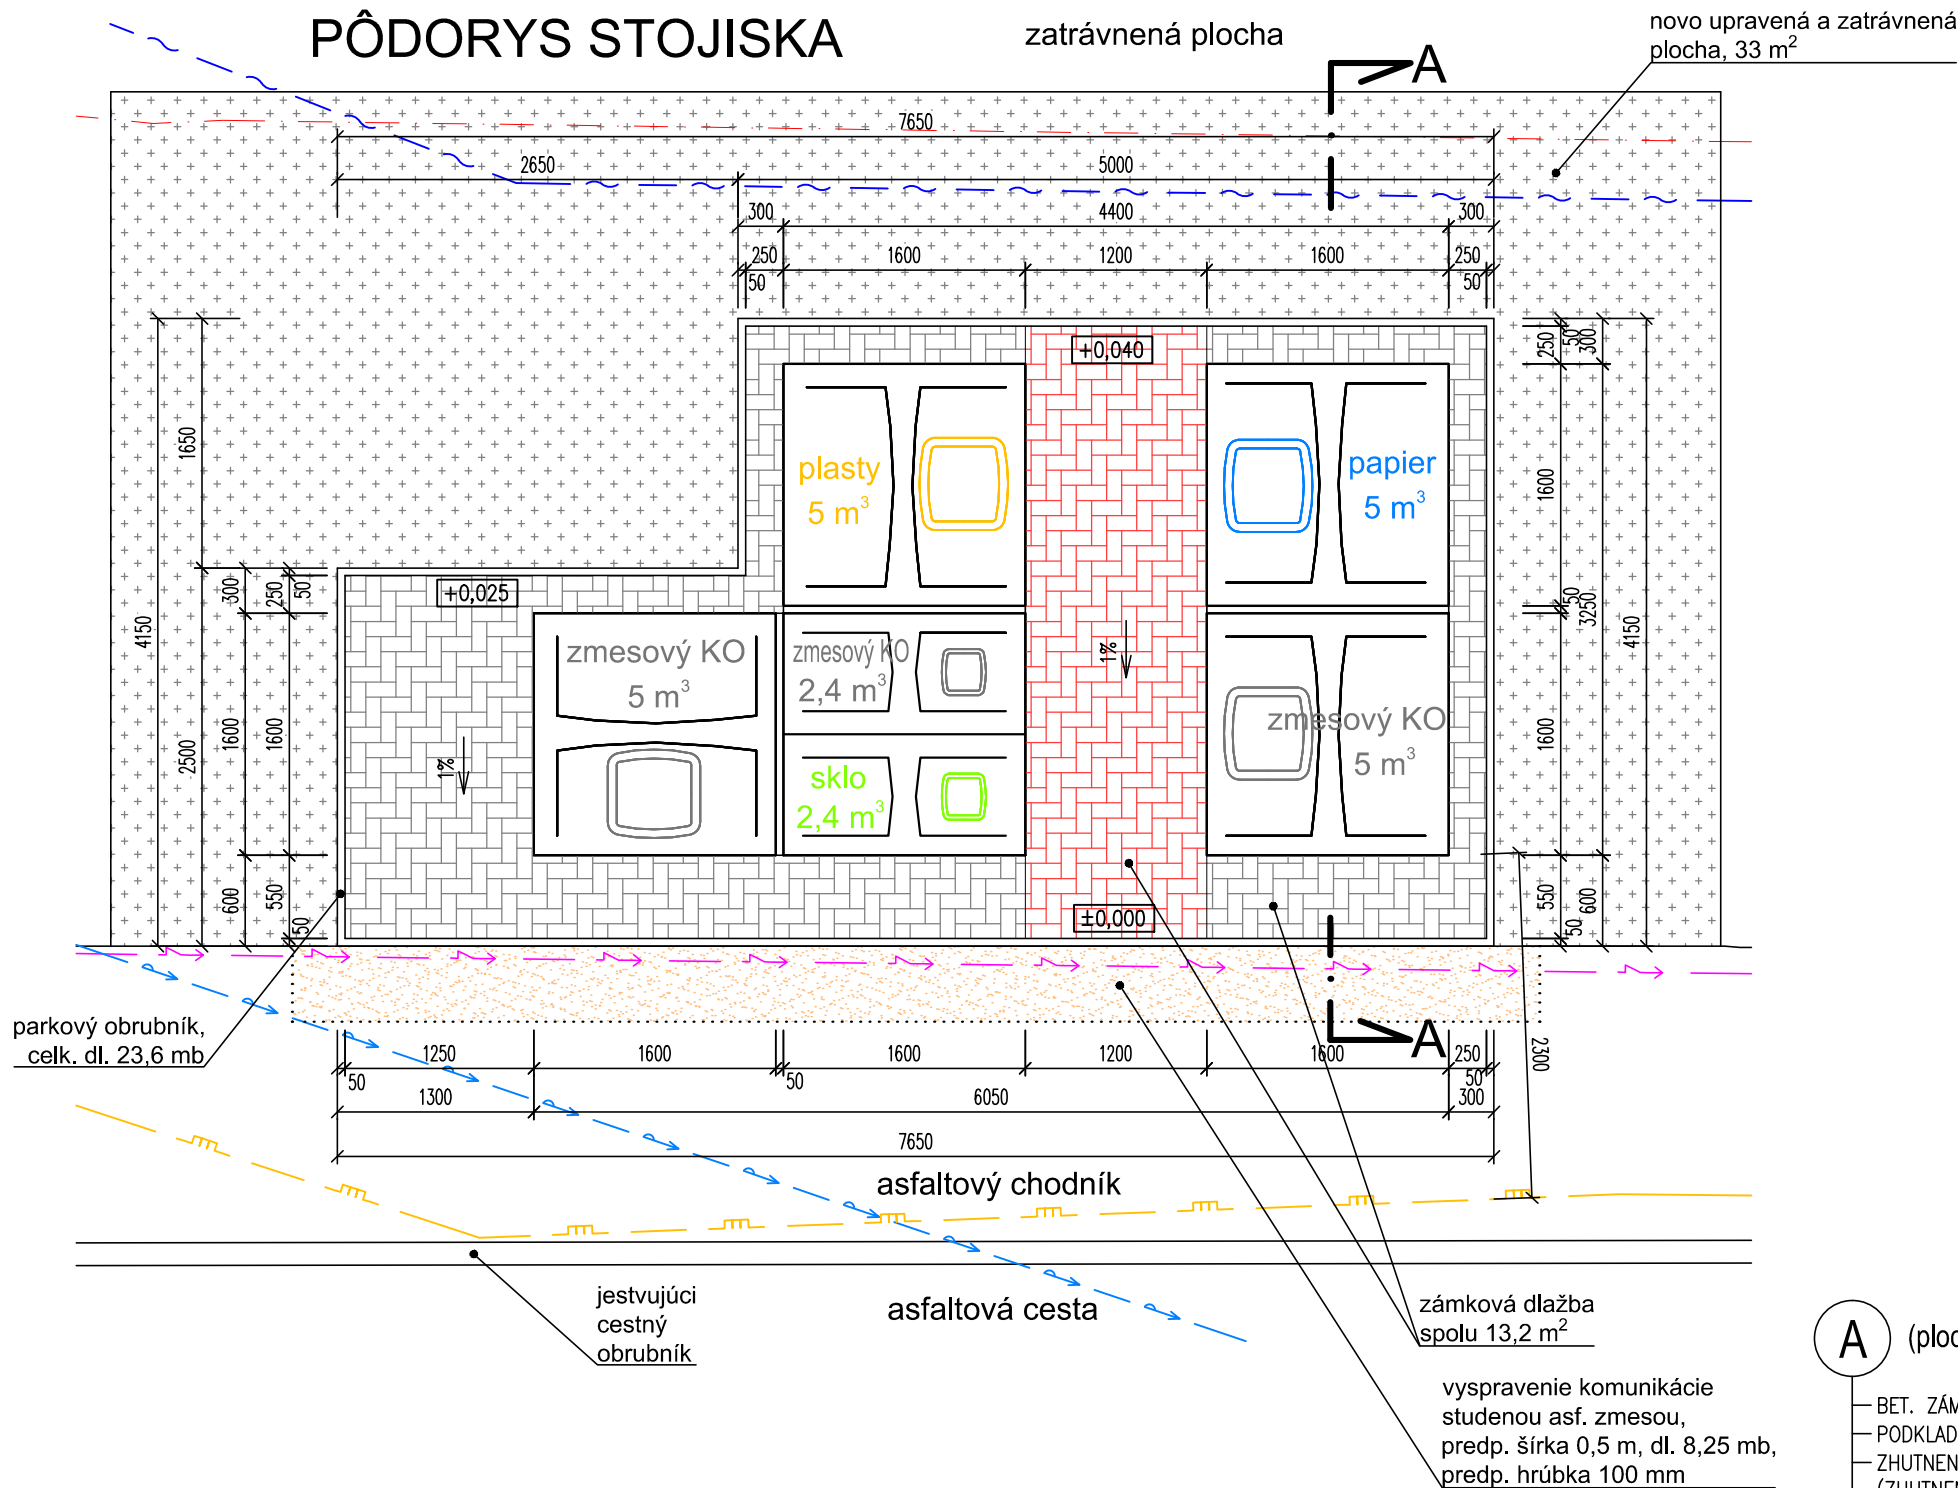 PÔDORYS STOJISKA
zatrávnená plocha
novo upravená a zatrávnená
plocha, 33 m²
A
7650
2650
5000
300
4400
300
250
1600
1200
1600
250
50
50
+0,040
250
50
300
1650
plasty
5 m³
papier
5 m³
1600
+0,025
300
250
50
50
3250
4150
4150
zmesový KO
5 m³
zmesový KO
2,4 m³
1%
zmesový KO
5 m³
2500
1600
1600
1600
1%
sklo
2,4 m³
600
550
50
550
600
50
±0,000
parkový obrubník,
celk. dl. 23,6 mb
A
2300
1250
1600
1600
1200
1600
250
50
50
50
1300
6050
300
7650
asfaltový chodník
jestvujúci
cestný
obrubník
asfaltová cesta
zámková dlažba
spolu 13,2 m²
vyspravenie komunikácie
studenou asf. zmesou,
predp. šírka 0,5 m, dl. 8,25 mb,
predp. hrúbka 100 mm
A
BET.
PODKLAD